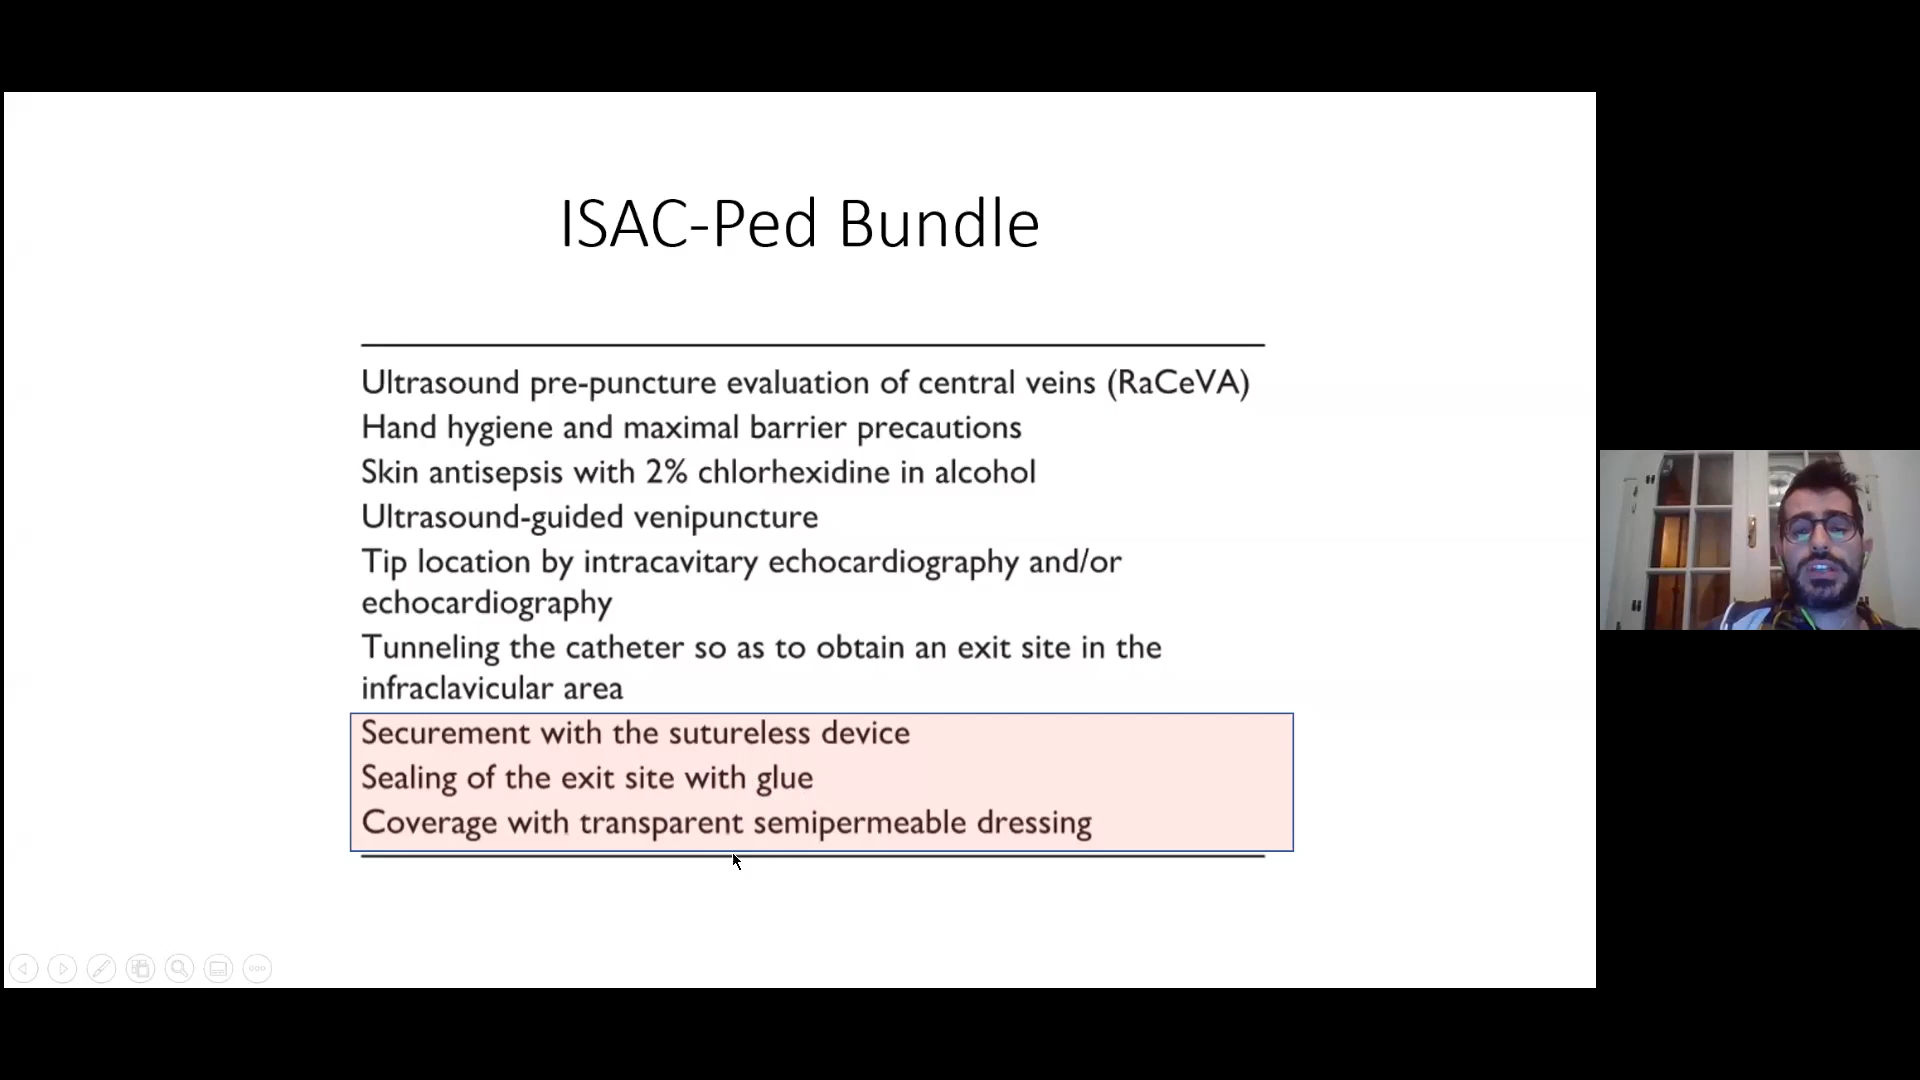 ISAC-Ped Bundle
Ultrasound pre-puncture evaluation of central veins (RaCeVA)
Hand hygiene and maximal barrier precautions
Skin antisepsis with 2% chlorhexidine in alcohol
Ultrasound-guided venipuncture
Tip location by intracavitary echocardiography and/or
echocardiography
Tunneling the catheter so as to obtain an exit site in the
infraclavicular area
Securement with the sutureless device
Sealing of the exit site with glue
Coverage with transparent semipermeable dressing